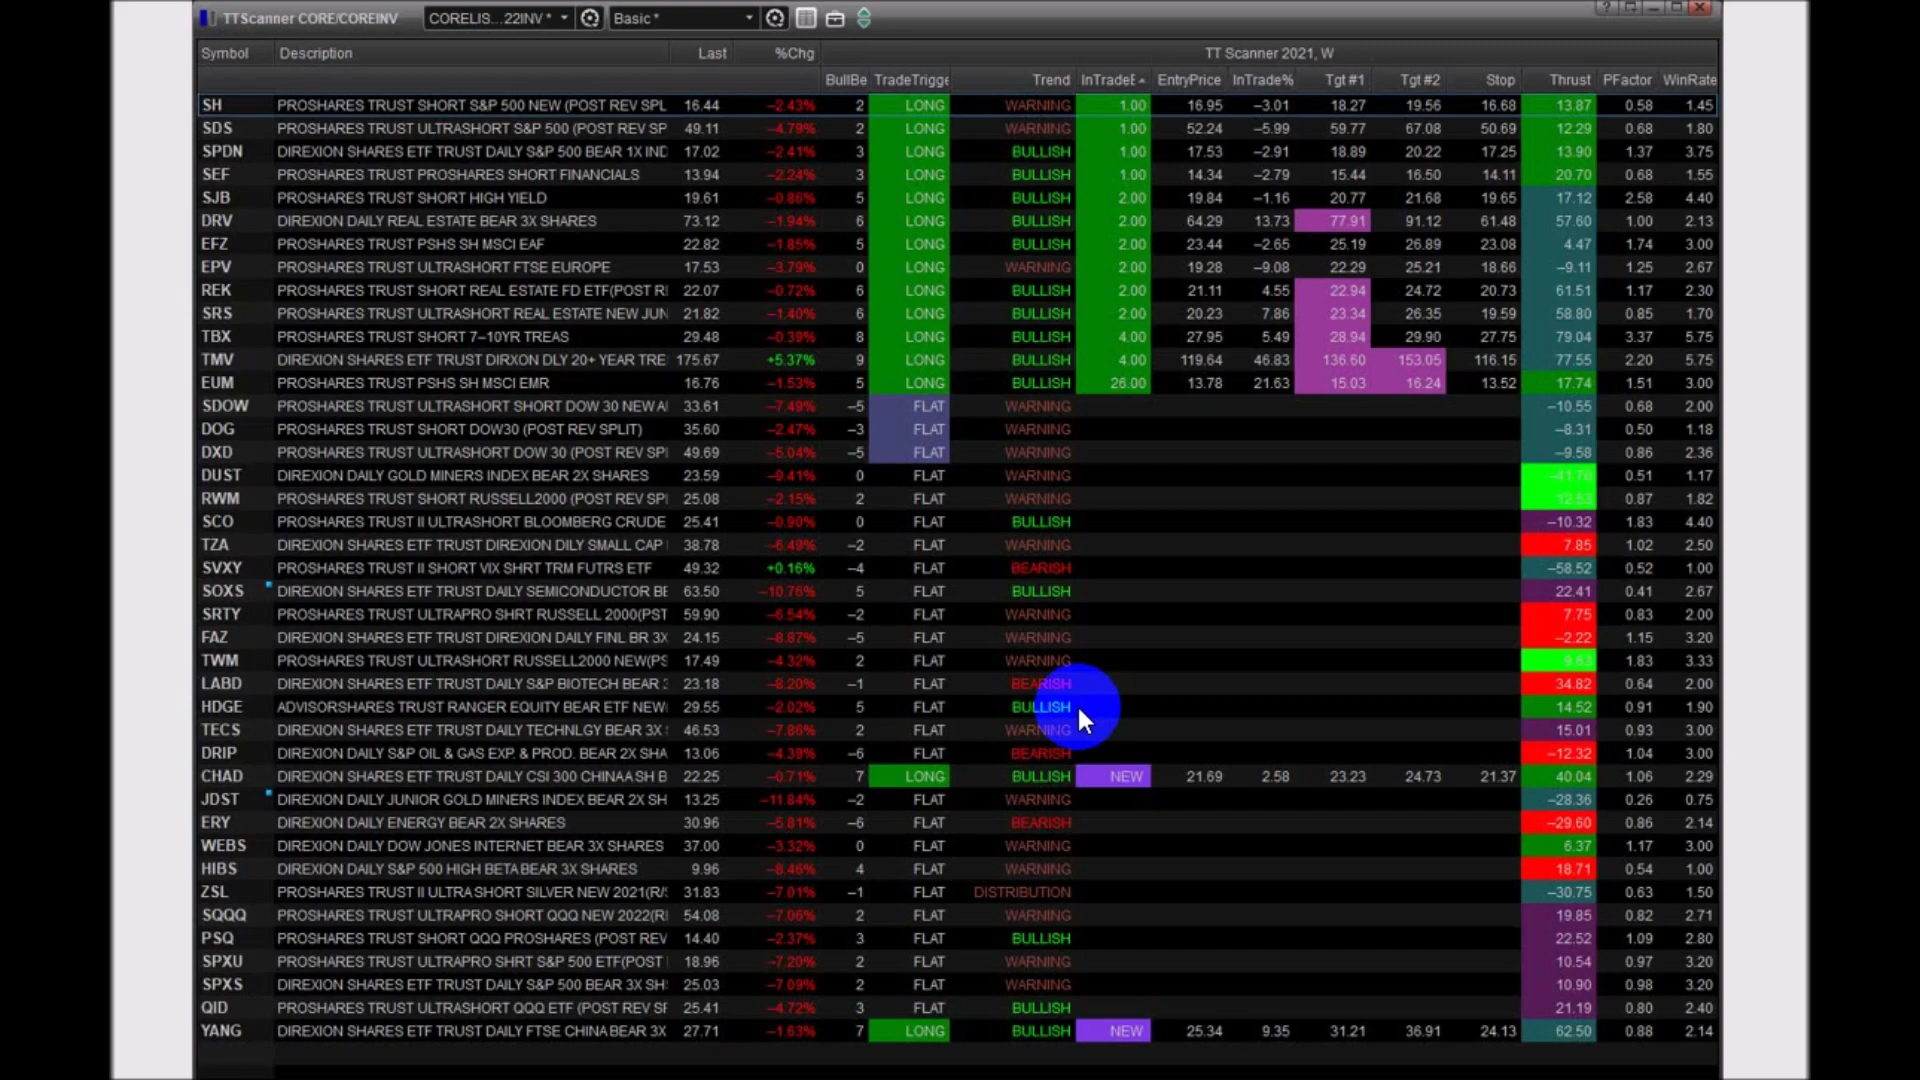 TTScanner CORE/COREINV CORELIS...22INV * Basic *
Symbol Description Last %Chg TT Scanner 2021, W
BullBe TradeTrigge Trend InTradeE EntryPrice InTrade% Tgt #1 Tgt #2 Stop Thrust PFactor WinRate
SH PROSHARES TRUST SHORT S&P 500 NEW (POST REV SPL 16.44 –2.43% 2 LONG WARNING 1.00 16.95 –3.01 18.27 19.56 16.68 13.87 0.58 1.45
SDS PROSHARES TRUST ULTRASHORT S&P 500 (POST REV SP 49.11 –4.79% 2 LONG WARNING 1.00 52.24 –5.99 59.77 67.08 50.69 12.29 0.68 1.80
SPDN DIREXION SHARES ETF TRUST DAILY S&P 500 BEAR 1X IND 17.02 –2.41% 3 LONG BULLISH 1.00 17.53 –2.91 18.89 20.22 17.25 13.90 1.37 3.75
SEF PROSHARES TRUST PROSHARES SHORT FINANCIALS 13.94 –2.24% 3 LONG BULLISH 1.00 14.34 –2.79 15.44 16.50 14.11 20.70 0.68 1.55
SJB PROSHARES TRUST SHORT HIGH YIELD 19.61 –0.86% 5 LONG BULLISH 2.00 19.84 –1.16 20.77 21.68 19.65 17.12 2.58 4.40
DRV DIREXION DAILY REAL ESTATE BEAR 3X SHARES 73.12 –1.94% 6 LONG BULLISH 2.00 64.29 13.73 77.91 91.12 61.48 57.60 1.00 2.13
EFZ PROSHARES TRUST PSHS SH MSCI EAF 22.82 –1.85% 5 LONG BULLISH 2.00 23.44 –2.65 25.19 26.89 23.08 4.47 1.74 3.00
EPV PROSHARES TRUST ULTRASHORT FTSE EUROPE 17.53 –3.79% 0 LONG WARNING 2.00 19.28 –9.08 22.29 25.21 18.66 –9.11 1.25 2.67
REK PROSHARES TRUST SHORT REAL ESTATE FD ETF(POST R 22.07 –0.72% 6 LONG BULLISH 2.00 21.11 4.55 22.94 24.72 20.73 61.51 1.17 2.30
SRS PROSHARES TRUST ULTRASHORT REAL ESTATE NEW JUN 21.82 –1.40% 6 LONG BULLISH 2.00 20.23 7.86 23.34 26.35 19.59 58.80 0.85 1.70
TBX PROSHARES TRUST SHORT 7–10YR TREAS 29.48 –0.39% 8 LONG BULLISH 4.00 27.95 5.49 28.94 29.90 27.75 79.04 3.37 5.75
TMV DIREXION SHARES ETF TRUST DIRXON DLY 20+ YEAR TRE 175.67 +5.37% 9 LONG BULLISH 4.00 119.64 46.83 136.60 153.05 116.15 77.55 2.20 5.75
EUM PROSHARES TRUST PSHS SH MSCI EMR 16.76 –1.53% 5 LONG BULLISH 26.00 13.78 21.63 15.03 16.24 13.52 17.74 1.51 3.00
SDOW PROSHARES TRUST ULTRASHORT SHORT DOW 30 NEW A 33.61 –7.49% –5 FLAT WARNING –10.55 0.68 2.00
DOG PROSHARES TRUST SHORT DOW30 (POST REV SPLIT) 35.60 –2.47% –3 FLAT WARNING –8.31 0.50 1.18
DXD PROSHARES TRUST ULTRASHORT DOW 30 (POST REV SPI 49.69 –5.04% –5 FLAT WARNING –9.58 0.86 2.36
DUST DIREXION DAILY GOLD MINERS INDEX BEAR 2X SHARES 23.59 –9.41% 0 FLAT WARNING 0.51 1.17
RWM PROSHARES TRUST SHORT RUSSELL2000 (POST REV SPI 25.08 –2.15% 2 FLAT WARNING 0.87 1.82
SCO PROSHARES TRUST II ULTRASHORT BLOOMBERG CRUDE 25.41 –0.90% 0 FLAT BULLISH –10.32 1.83 4.40
TZA DIREXION SHARES ETF TRUST DIREXION DILY SMALL CAP 38.78 –6.49% –2 FLAT WARNING 7.85 1.02 2.50
SVXY PROSHARES TRUST II SHORT VIX SHRT TRM FUTRS ETF 49.32 +0.16% –4 FLAT BEARISH –58.52 0.52 1.00
SOXS DIREXION SHARES ETF TRUST DAILY SEMICONDUCTOR BE 63.50 –10.76% 5 FLAT BULLISH 22.41 0.41 2.67
SRTY PROSHARES TRUST ULTRAPRO SHRT RUSSELL 2000(PST 59.90 –6.54% –2 FLAT WARNING 7.75 0.83 2.00
FAZ DIREXION SHARES ETF TRUST DIREXION DAILY FINL BR 3X 24.15 –8.87% –5 FLAT WARNING –2.22 1.15 3.20
TWM PROSHARES TRUST ULTRASHORT RUSSELL2000 NEW(PS 17.49 –4.32% 2 FLAT WARNING 1.83 3.33
LABD DIREXION SHARES ETF TRUST DAILY S&P BIOTECH BEAR 23.18 –8.20% –1 FLAT BEARISH 34.82 0.64 2.00
HDGE ADVISORSHARES TRUST RANGER EQUITY BEAR ETF NEW 29.55 –2.02% 5 FLAT BULLISH 14.52 0.91 1.90
TECS DIREXION SHARES ETF TRUST DAILY TECHNLGY BEAR 3X 46.53 –7.86% 2 FLAT WARNING 15.01 0.93 3.00
DRIP DIREXION DAILY S&P OIL & GAS EXP. & PROD. BEAR 2X SHA 13.06 –4.39% –6 FLAT BEARISH –12.32 1.04 3.00
CHAD DIREXION SHARES ETF TRUST DAILY CSI 300 CHINA A SH B 22.25 –0.71% 7 LONG BULLISH NEW 21.69 2.58 23.23 24.73 21.37 40.04 1.06 2.29
JDST DIREXION DAILY JUNIOR GOLD MINERS INDEX BEAR 2X SH 13.25 –11.84% –2 FLAT WARNING –28.36 0.26 0.75
ERY DIREXION DAILY ENERGY BEAR 2X SHARES 30.96 –5.81% –6 FLAT BEARISH –29.60 0.86 2.14
WEBS DIREXION DAILY DOW JONES INTERNET BEAR 3X SHARES 37.00 –3.32% 0 FLAT WARNING 6.37 1.17 3.00
HIBS DIREXION DAILY S&P 500 HIGH BETA BEAR 3X SHARES 9.96 –8.46% 4 FLAT WARNING 18.71 0.54 1.00
ZSL PROSHARES TRUST II ULTRA SHORT SILVER NEW 2021(R/ 31.83 –7.01% –1 FLAT DISTRIBUTION –30.75 0.63 1.50
SQQQ PROSHARES TRUST ULTRAPRO SHORT QQQ NEW 2022(R 54.08 –7.06% 2 FLAT WARNING 19.85 0.82 2.71
PSQ PROSHARES TRUST SHORT QQQ PROSHARES (POST REV 14.40 –2.37% 3 FLAT BULLISH 22.52 1.09 2.80
SPXU PROSHARES TRUST ULTRAPRO SHRT S&P 500 ETF(POST 18.96 –7.20% 2 FLAT WARNING 10.54 0.97 3.20
SPXS DIREXION SHARES ETF TRUST DAILY S&P 500 BEAR 3X SH 25.03 –7.09% 2 FLAT WARNING 10.90 0.98 3.20
QID PROSHARES TRUST ULTRASHORT QQQ ETF (POST REV SF 25.41 –4.72% 3 FLAT BULLISH 21.19 0.80 2.40
YANG DIREXION SHARES ETF TRUST DAILY FTSE CHINA BEAR 3X 27.71 –1.63% 7 LONG BULLISH NEW 25.34 9.35 31.21 36.91 24.13 62.50 0.88 2.14